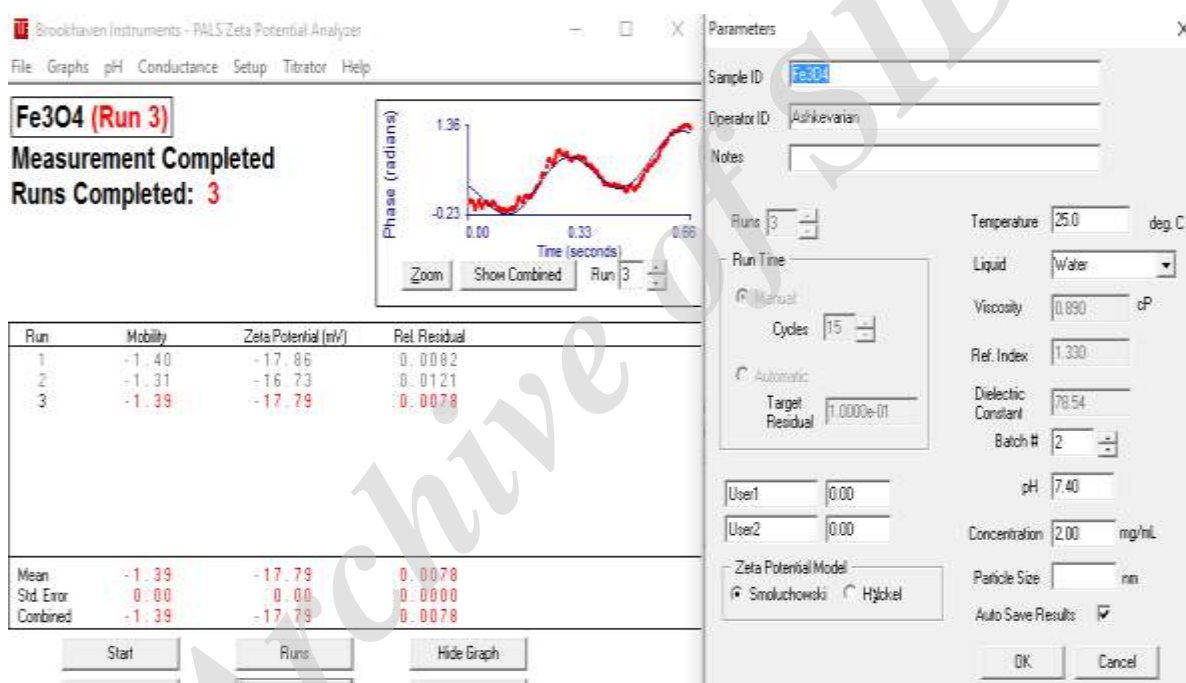 Brookhaven Instruments - PALS Zeta Potential Analyzer
File Graphs pH Conductance Setup Titrator Help
Fe3O4 (Run 3)
Measurement Completed
Runs Completed: 3
Phase (radians)
1.36
-0.23
0.00 0.33 0.66
Time (seconds)
Zoom Show Combined Run 3
Run Mobility Zeta Potential (mV) Rel. Residual
1 -1.40 -17.86 0.0082
2 -1.31 -16.73 0.0121
3 -1.39 -17.79 0.0078
Mean -1.39 -17.79 0.0078
Std. Error 0.00 0.00 0.0000
Combined -1.39 -17.79 0.0078
Start Runs Hide Graph
Parameters
Sample ID Fe3O4
Operator ID Ashkevarian
Notes
Runs 3
Run Time
Manual
Cycles 15
Automatic
Target Residual 1.0000e-01
User1 0.00
User2 0.00
Zeta Potential Model
Smoluchowski Hückel
Temperature 25.0 deg. C
Liquid Water
Viscosity 0.890 cP
Ref. Index 1.330
Dielectric Constant 78.54
Batch # 2
pH 7.40
Concentration 2.00 mg/mL
Particle Size nm
Auto Save Results
OK Cancel
Archive of SID